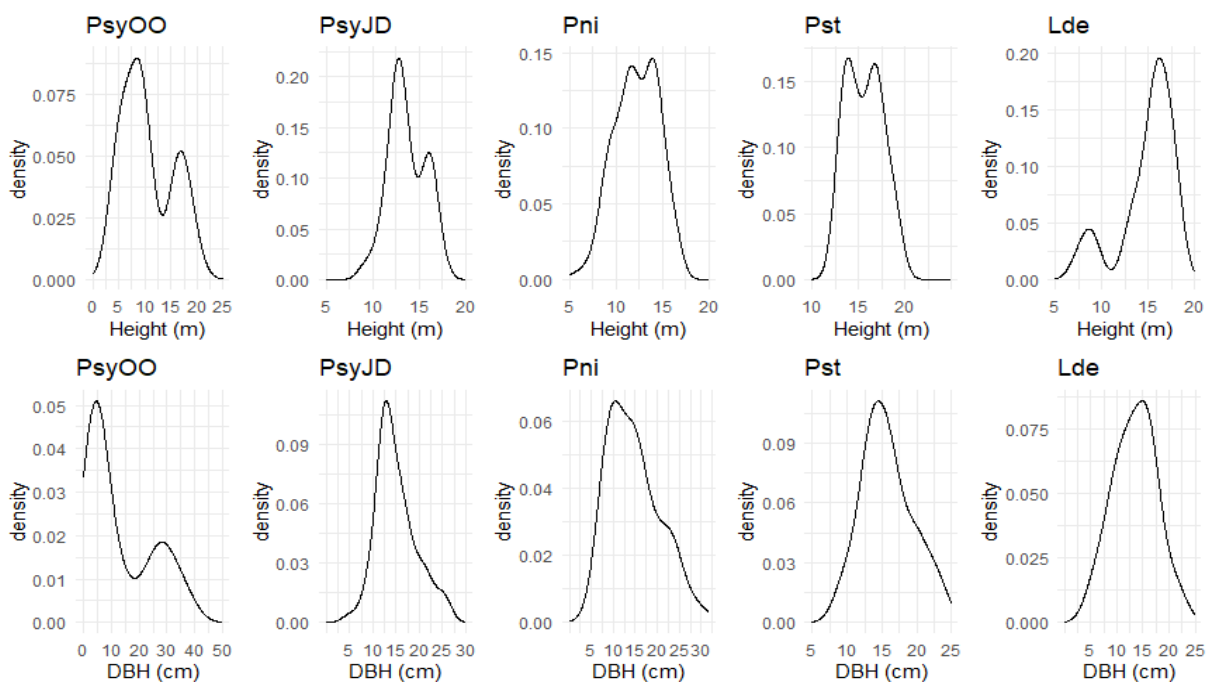 PsyOO PsyJD Pni Pst Lde
density 0.075 0.050 0.025 0.000
0 5 10 15 20 25
Height (m)
density 0.20 0.15 0.10 0.05 0.00
5 10 15 20
Height (m)
density 0.15 0.10 0.05 0.00
5 10 15 20
Height (m)
density 0.15 0.10 0.05 0.00
10 15 20
Height (m)
density 0.20 0.15 0.10 0.05 0.00
5 10 15 20
Height (m)
PsyOO PsyJD Pni Pst Lde
density 0.05 0.04 0.03 0.02 0.01 0.00
0 10 20 30 40 50
DBH (cm)
density 0.09 0.06 0.03 0.00
5 10 15 20 25 30
DBH (cm)
density 0.06 0.04 0.02 0.00
5 10 15 20 25 30
DBH (cm)
density 0.09 0.06 0.03 0.00
5 10 15 20 25
DBH (cm)
density 0.075 0.050 0.025 0.000
5 10 15 20 25
DBH (cm)